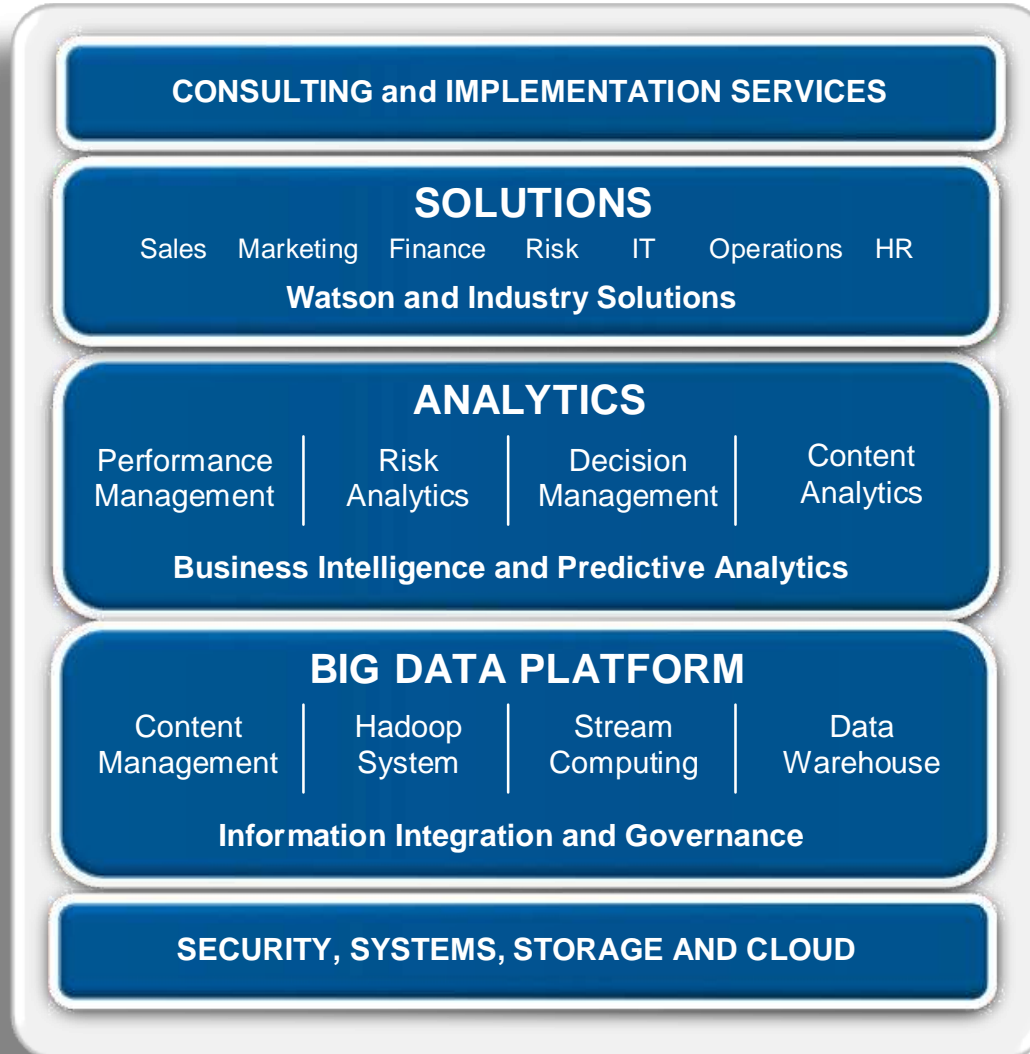 CONSULTING and IMPLEMENTATION SERVICES
SOLUTIONS
Sales Marketing Finance Risk IT Operations HR
Watson and Industry Solutions
ANALYTICS
Performance
Management
Risk
Analytics
Decision
Management
Content
Analytics
Business Intelligence and Predictive Analytics
BIG DATA PLATFORM
Content
Management
Hadoop
System
Stream
Computing
Data
Warehouse
Information Integration and Governance
SECURITY, SYSTEMS, STORAGE AND CLOUD